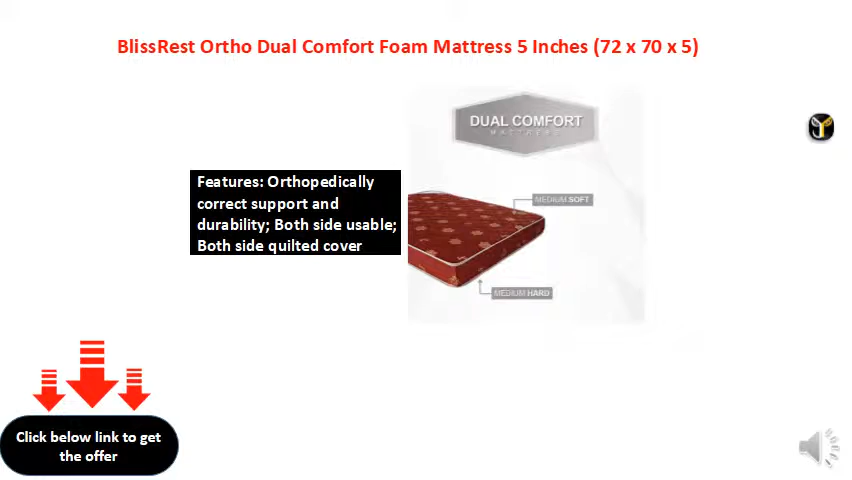 BlissRest Ortho Dual Comfort Foam Mattress 5 Inches (72 x 70 x 5)
DUAL COMFORT
MATTRESS
Features: Orthopedically
correct support and
durability; Both side usable;
Both side quilted cover
MEDIUM SOFT
MEDIUM HARD
Click below link to get
the offer